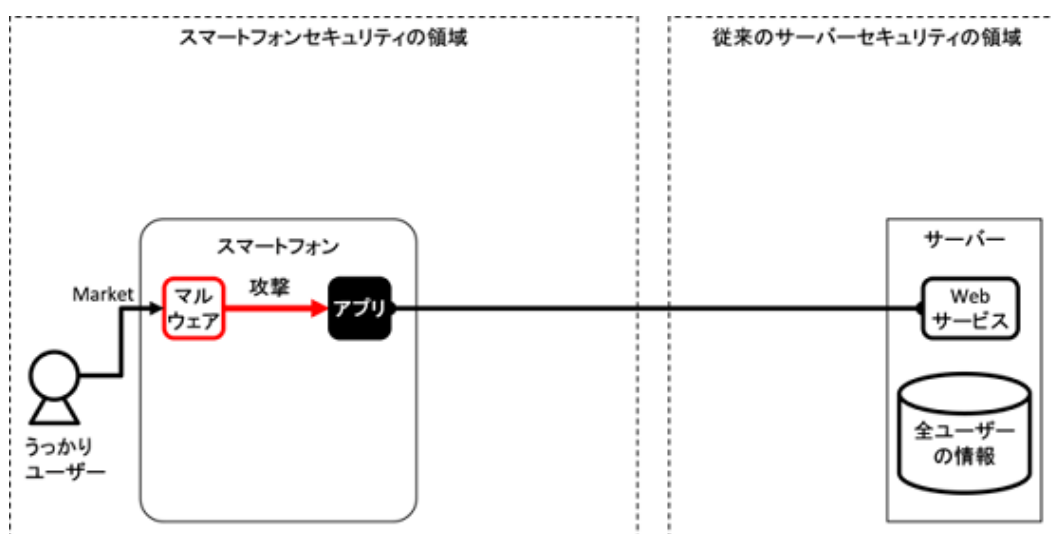 スマートフォンセキュリティの領域
従来のサーバーセキュリティの領域
スマートフォン
サーバー
Market
マル
ウェア
攻撃
アプリ
Web
サービス
うっかり
ユーザー
全ユーザー
の情報